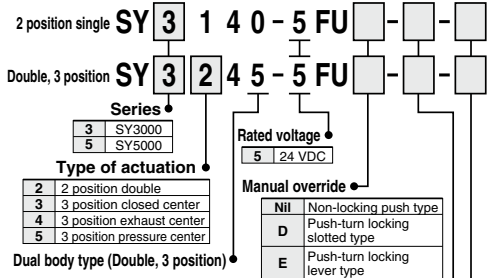 2 position single SY 3 1 4 0 - 5 FU - -
Double, 3 position SY 3 2 4 5 - 5 FU - -
Series
3 SY3000
5 SY5000
Rated voltage
5 24 VDC
Type of actuation
2 2 position double
3 3 position closed center
4 3 position exhaust center
5 3 position pressure center
Manual override
Nil Non-locking push type
D Push-turn locking
slotted type
E Push-turn locking
lever type
Dual body type (Double, 3 position)